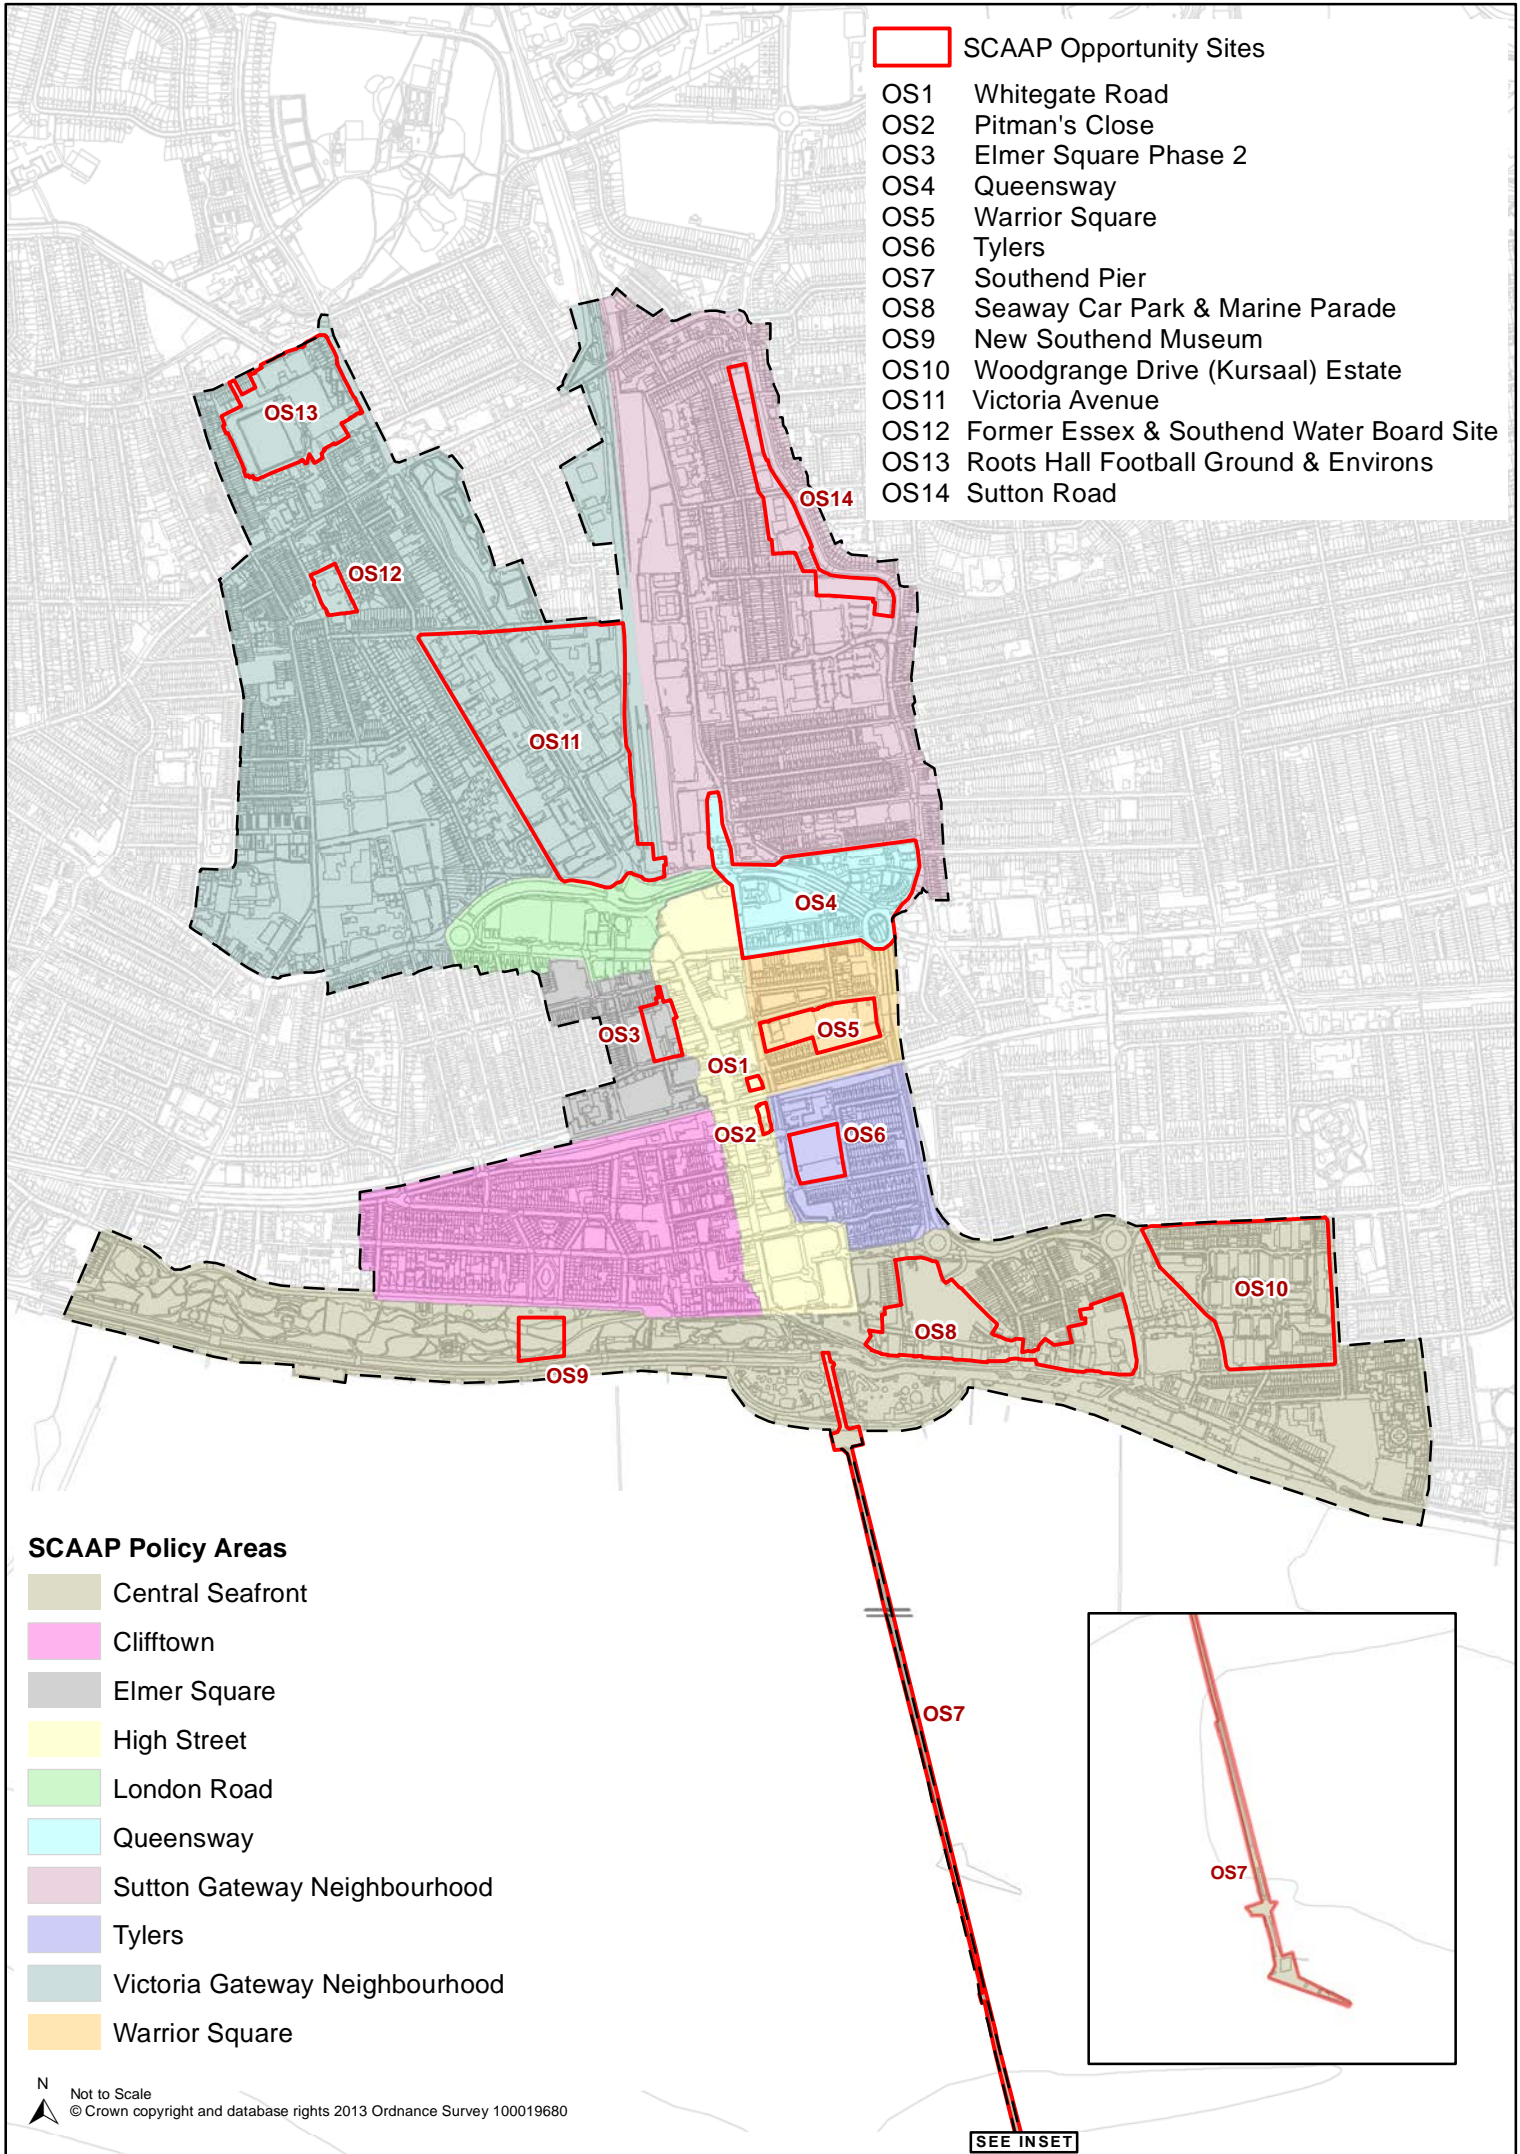 SCAAP Opportunity Sites
OS1 Whitegate Road
OS2 Pitman's Close
OS3 Elmer Square Phase 2
OS4 Queensway
OS5 Warrior Square
OS6 Tylers
OS7 Southend Pier
OS8 Seaway Car Park & Marine Parade
OS9 New Southend Museum
OS10 Woodgrange Drive (Kursaal) Estate
OS11 Victoria Avenue
OS12 Former Essex & Southend Water Board Site
OS13 Roots Hall Football Ground & Environs
OS14 Sutton Road
OS13
OS14
OS12
OS11
OS4
OS3
OS5
OS1
OS2
OS6
OS10
OS8
OS9
OS7
OS7
SCAAP Policy Areas
Central Seafront
Clifftown
Elmer Square
High Street
London Road
Queensway
Sutton Gateway Neighbourhood
Tylers
Victoria Gateway Neighbourhood
Warrior Square
N
Not to Scale
© Crown copyright and database rights 2013 Ordnance Survey 100019680
SEE INSET